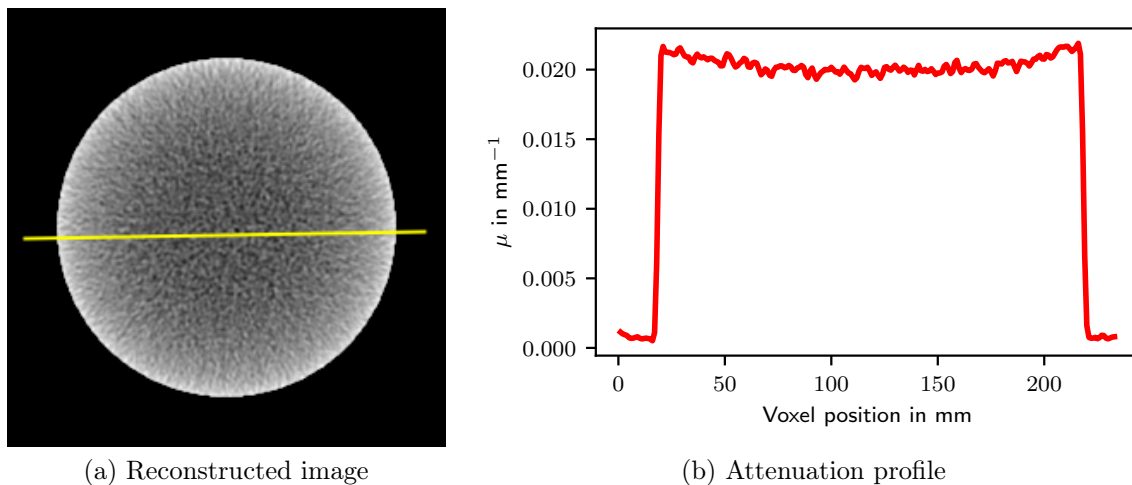 0.020
0.015
0.010
0.005
0.000
μ in mm⁻¹
0 50 100 150 200
Voxel position in mm
(a) Reconstructed image
(b) Attenuation profile